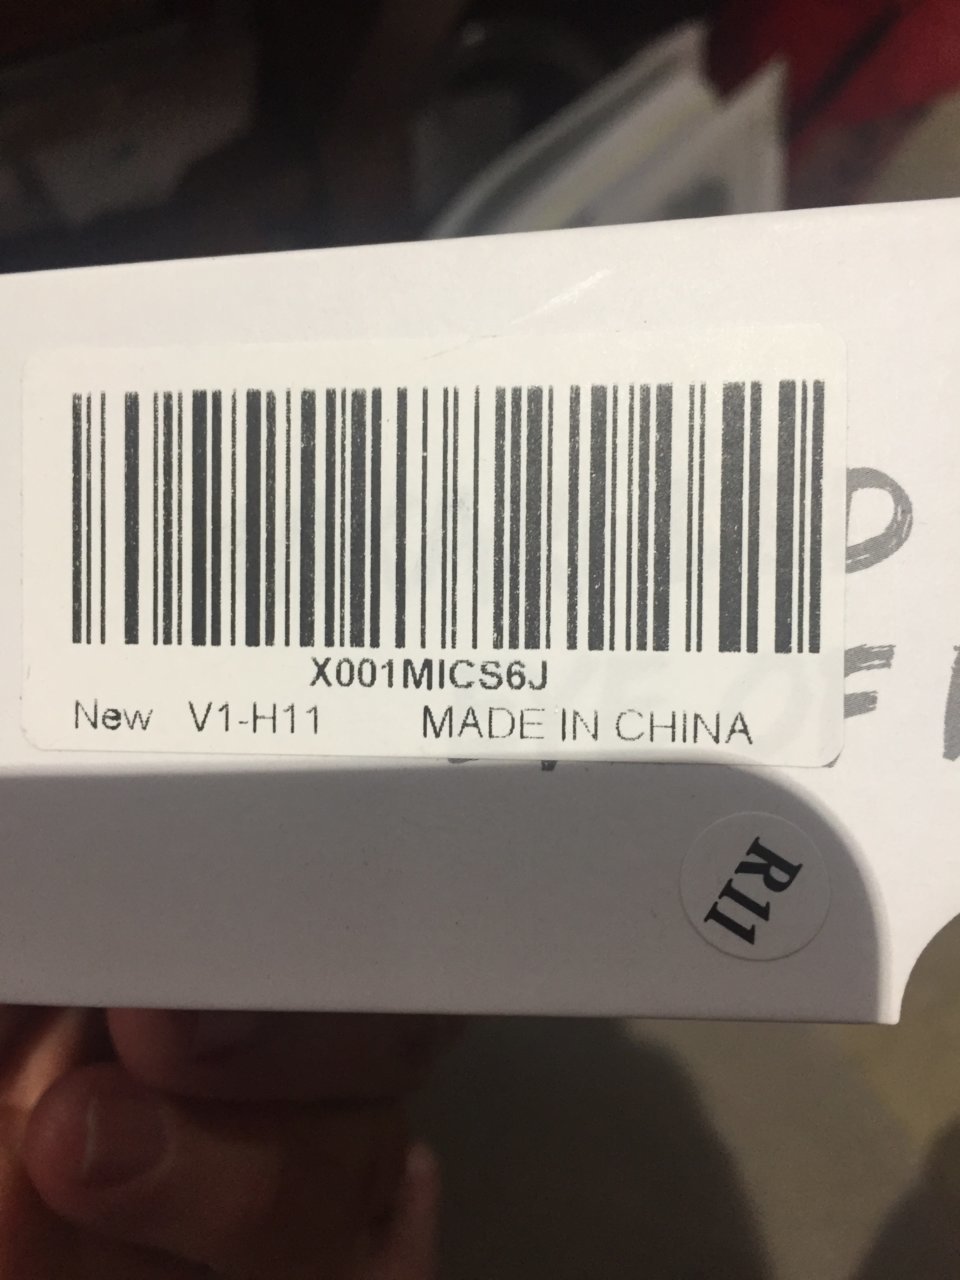 X001MICS6J
New V1-H11 MADE IN CHINA
R11